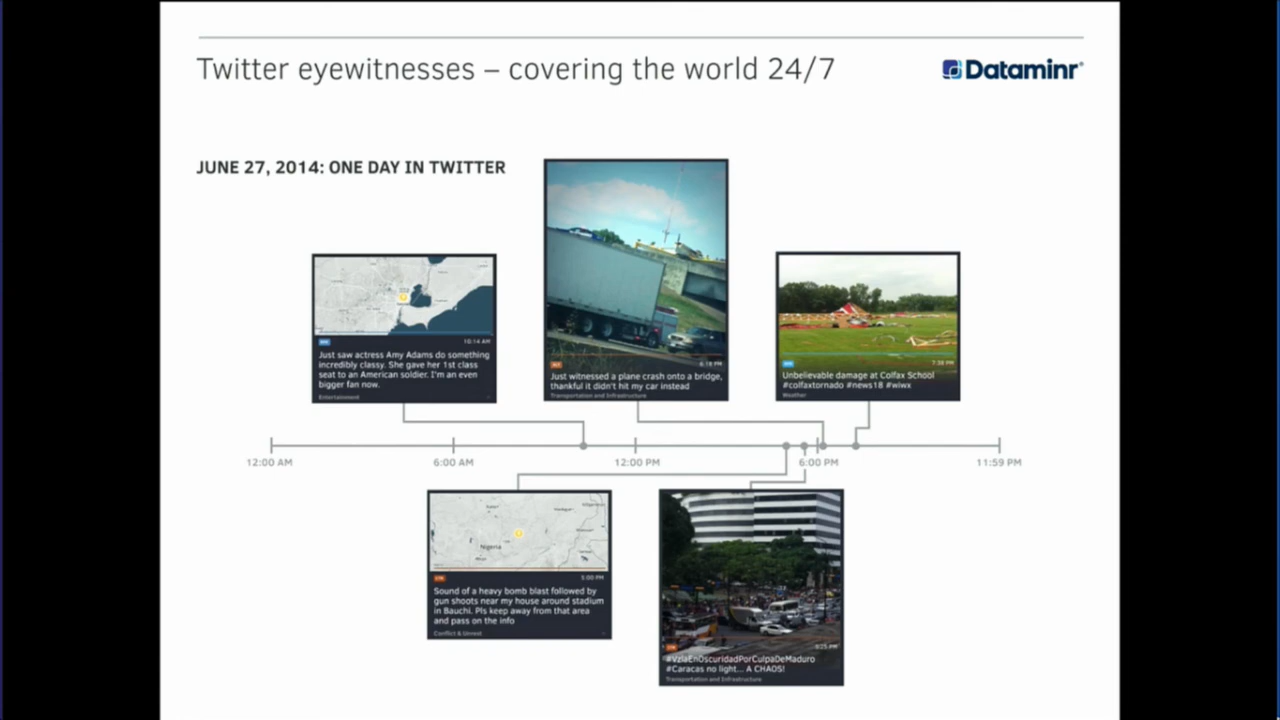 Twitter eyewitnesses – covering the world 24/7
Dataminr
JUNE 27, 2014: ONE DAY IN TWITTER
10:14 AM
Just saw actress Amy Adams do something
incredibly classy. She gave her 1st class
seat to an American soldier. I'm an even
bigger fan now.
Entertainment
6:18 PM
Just witnessed a plane crash onto a bridge,
thankful it didn't hit my car instead
Transportation and Infrastructure
7:38 PM
Unbelievable damage at Colfax School
#colfaxtornado #news18 #wiwx
Weather
12:00 AM
6:00 AM
12:00 PM
6:00 PM
11:59 PM
Nigeria
5:00 PM
Sound of a heavy bomb blast followed by
gun shoots near my house around stadium
in Bauchi. Pls keep away from that area
and pass on the info
Conflict & Unrest
#VzlaEnOscuridadPorCulpaDeMaduro
#Caracas no light... A CHAOS!
Transportation and Infrastructure